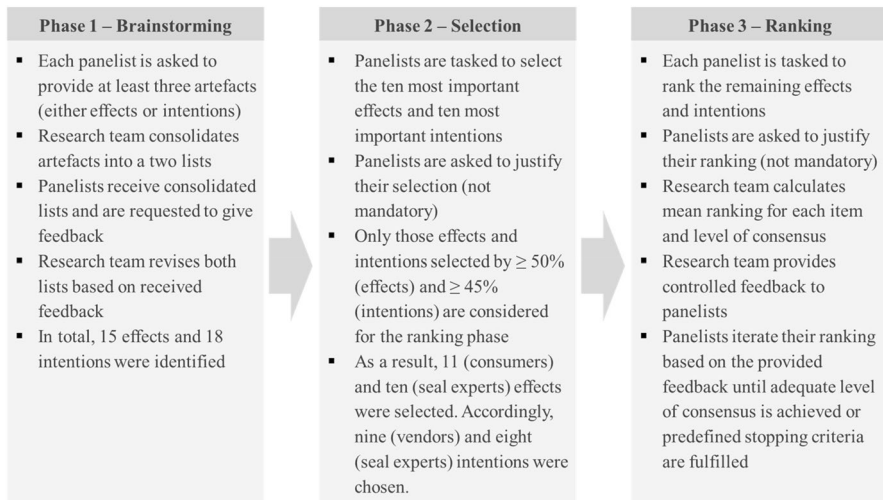 Phase 1 – Brainstorming
▪ Each panelist is asked to
provide at least three artefacts
(either effects or intentions)
▪ Research team consolidates
artefacts into a two lists
▪ Panelists receive consolidated
lists and are requested to give
feedback
▪ Research team revises both
lists based on received
feedback
▪ In total, 15 effects and 18
intentions were identified
Phase 2 – Selection
▪ Panelists are tasked to select
the ten most important
effects and ten most
important intentions
▪ Panelists are asked to justify
their selection (not
mandatory)
▪ Only those effects and
intentions selected by ≥ 50%
(effects) and ≥ 45%
(intentions) are considered
for the ranking phase
▪ As a result, 11 (consumers)
and ten (seal experts) effects
were selected. Accordingly,
nine (vendors) and eight
(seal experts) intentions were
chosen.
Phase 3 – Ranking
▪ Each panelist is tasked to
rank the remaining effects
and intentions
▪ Panelists are asked to justify
their ranking (not mandatory)
▪ Research team calculates
mean ranking for each item
and level of consensus
▪ Research team provides
controlled feedback to
panelists
▪ Panelists iterate their ranking
based on the provided
feedback until adequate level
of consensus is achieved or
predefined stopping criteria
are fulfilled